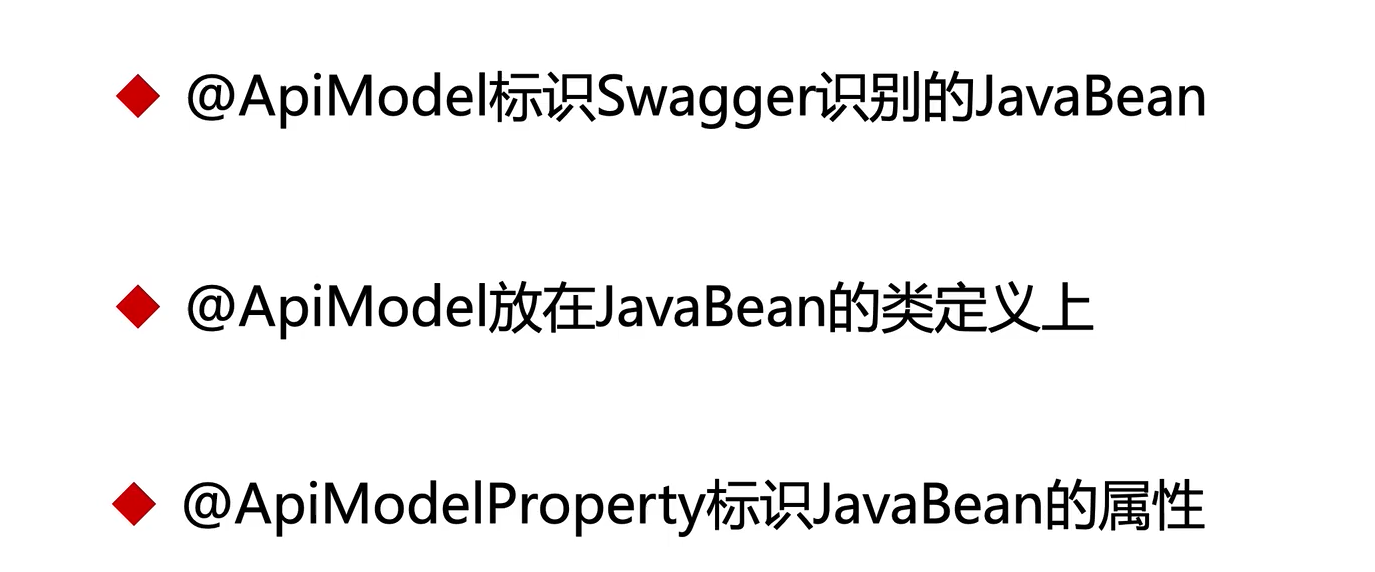 @ApiModel标识Swagger识别的JavaBean
@ApiModel放在JavaBean的类定义上
@ApiModelProperty标识JavaBean的属性